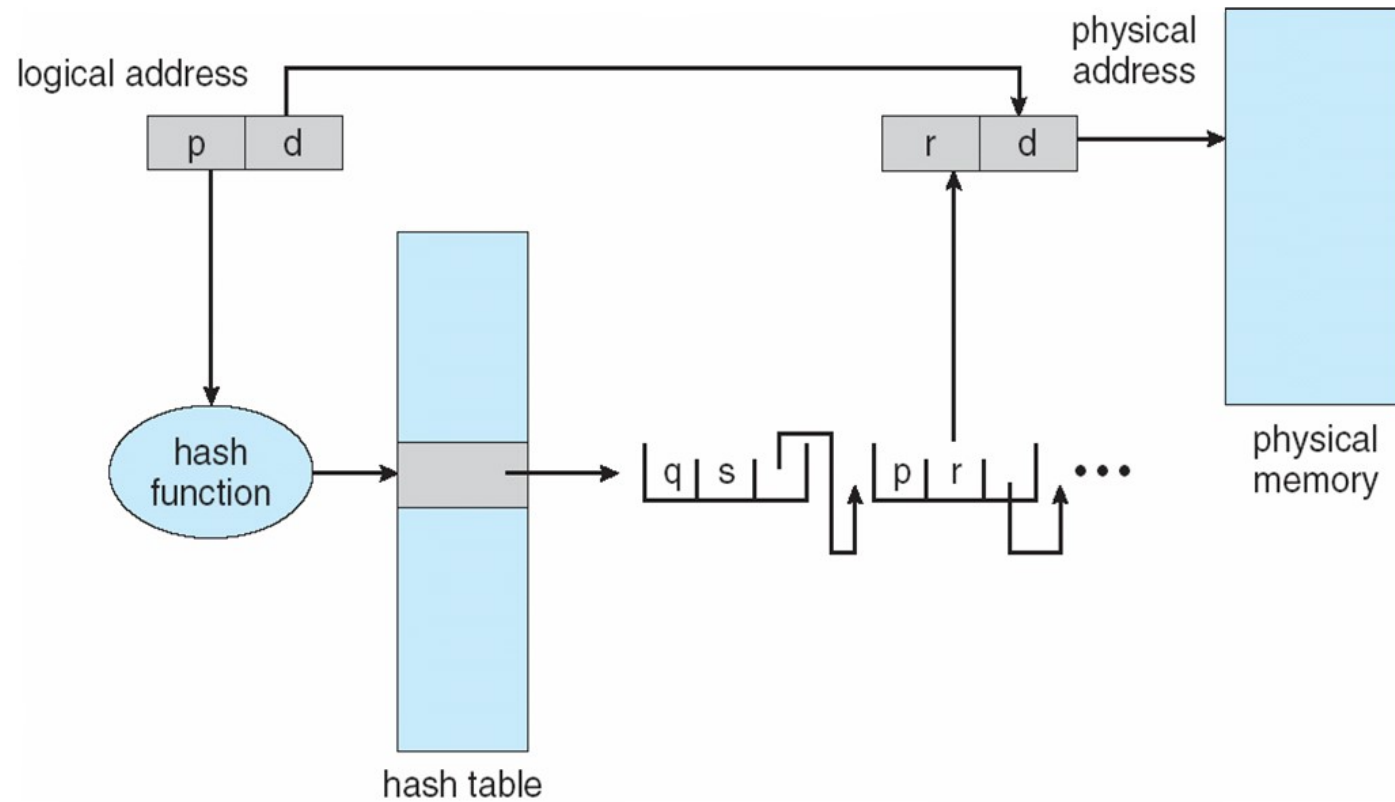 logical address
p d
physical
address
r d
hash
function
q s
p r
•••
physical
memory
hash table